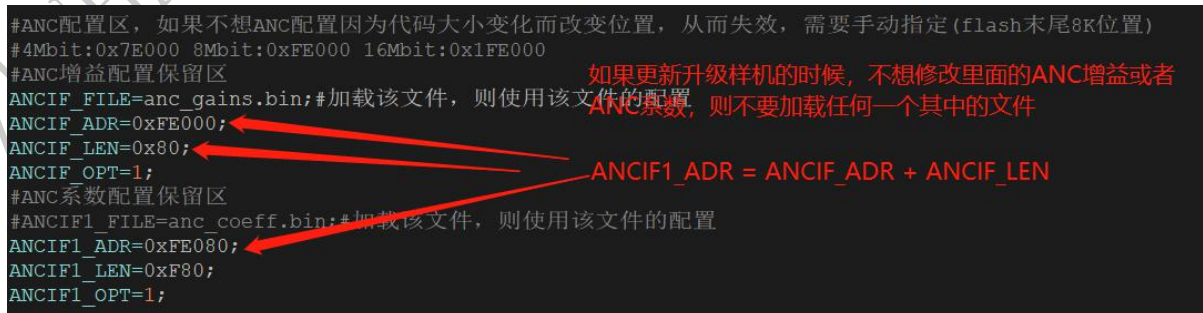 #ANC配置区，如果不想ANC配置因为代码大小变化而改变位置，从而失效，需要手动指定(flash末尾8K位置)
#4Mbit:0x7E000 8Mbit:0xFE000 16Mbit:0x1FE000
#ANC增益配置保留区
ANCIF_FILE=anc_gains.bin;#加载该文件，则使用该文件的配置
ANCIF_ADR=0xFE000;
ANCIF_LEN=0x80;
ANCIF_OPT=1;
#ANC系数配置保留区
#ANCIF1_FILE=anc_coeff.bin;#加载该文件，则使用该文件的配置
ANCIF1_ADR=0xFE080;
ANCIF1_LEN=0xF80;
ANCIF1_OPT=1;
如果更新升级样机的时候，不想修改里面的ANC增益或者
ANC系数，则不要加载任何一个其中的文件
ANCIF1_ADR = ANCIF_ADR + ANCIF_LEN